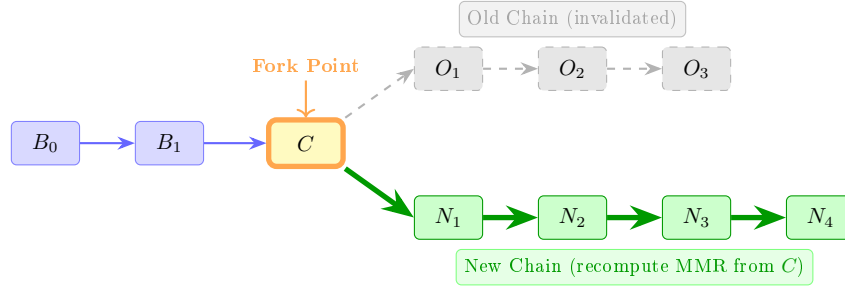 Old Chain (invalidated)
O₁ O₂ O₃
Fork Point
B₀ B₁ C
N₁ N₂ N₃ N₄
New Chain (recompute MMR from C)